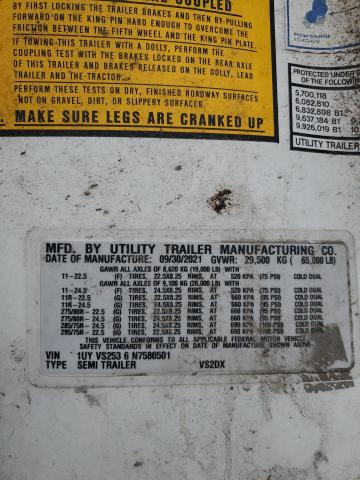 COUPLED
BY FIRST LOCKING THE TRAILER BRAKES AND THEN BY PULLING
FORWARD ON THE KING PIN HARD ENOUGH TO OVERCOME THE
FRICTION BETWEEN THE FIFTH WHEEL AND THE KING PIN PLATE.
IF TOWING THIS TRAILER WITH A DOLLY, PERFORM THE
COUPLING TEST WITH THE BRAKES LOCKED ON THE REAR AXLE
OF THIS TRAILER AND BRAKES RELEASED ON THE DOLLY, LEAD
TRAILER AND THE TRACTOR.
PERFORM THESE TESTS ON DRY, FINISHED ROADWAY SURFACES
NOT ON GRAVEL, DIRT, OR SLIPPERY SURFACES.
. MAKE SURE LEGS ARE CRANKED UP
PROTECTED UNDER
OF THE FOLLOWING
5,700,118
6,082,810
6,832,808 B1
9,637,184 B1 9,
9,926,019 B1 10
UTILITY TRAILER
MFD. BY UTILITY TRAILER MANUFACTURING CO.
DATE OF MANUFACTURE: 09/30/2021 GVWR: 29,500 KG ( 65,000 LB)
GAWR ALL AXLES OF 8,620 KG (19,000 LB) WITH
11-22.5 (F) TIRES, 22.5X8.25 RIMS, AT 520 KPA (75 PSI) COLD DUAL
GAWR ALL AXLES OF 9,100 KG (20,000 LB) WITH
11-24.5 (F) TIRES, 24.5X8.25 RIMS, AT 520 KPA (75 PSI) COLD DUAL
11R-22.5 (G) TIRES, 22.5X8.25 RIMS, AT 660 KPA (95 PSI) COLD DUAL
11R-24.5 (G) TIRES, 24.5X8.25 RIMS, AT 660 KPA (95 PSI) COLD DUAL
275/80R-22.5 (G) TIRES, 22.5X8.25 RIMS, AT 660 KPA (95 PSI) COLD DUAL
275/80R-24.5 (G) TIRES, 24.5X8.25 RIMS, AT 660 KPA (95 PSI) COLD DUAL
285/75R-24.5 (G) TIRES, 24.5X8.25 RIMS, AT 690 KPA (100 PSI) COLD DUAL
295/75R-22.5 (G) TIRES, 22.5X8.25 RIMS, AT 690 KPA (100 PSI) COLD DUAL
THIS VEHICLE CONFORMS TO ALL APPLICABLE FEDERAL MOTOR VEHICLE
SAFETY STANDARDS IN EFFECT ON DATE OF MANUFACTURE SHOWN ABOVE.
VIN : 1UY VS253 6 N7580501
TYPE SEMI TRAILER VS2DX